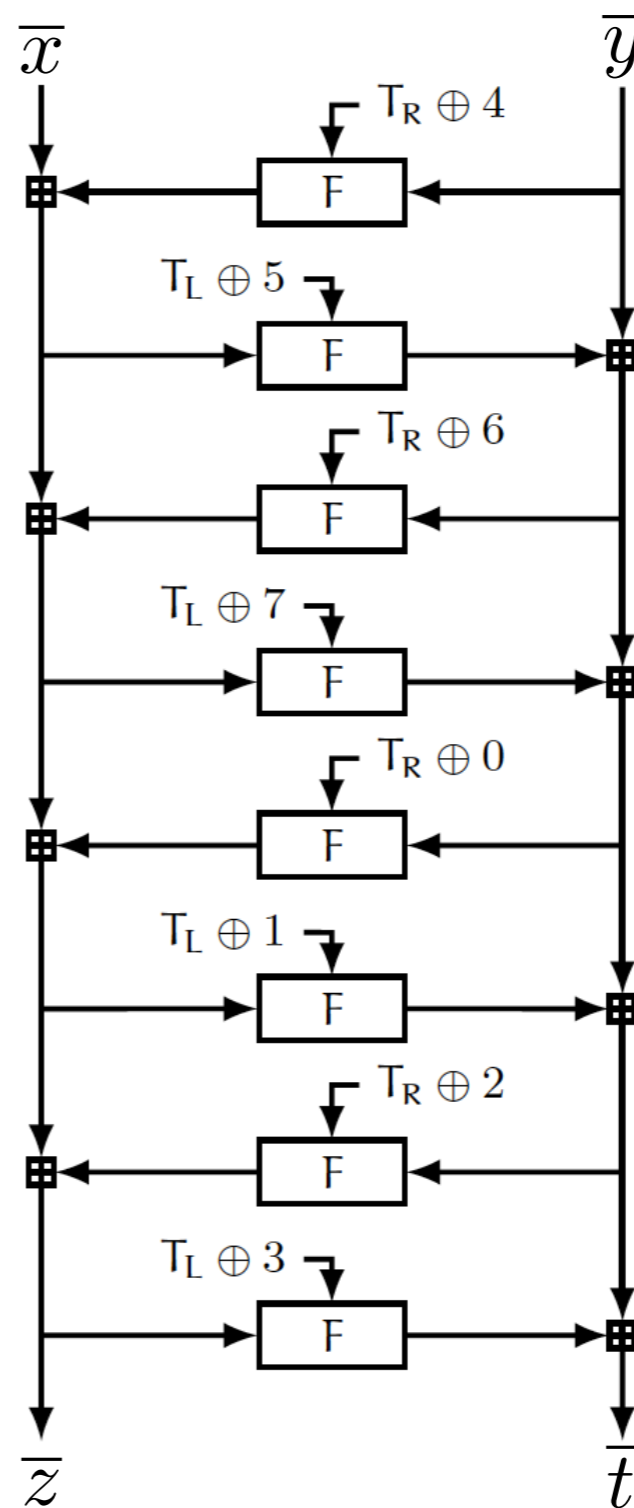 x̅ y̅
T_R ⊕ 4
F
T_L ⊕ 5
F
T_R ⊕ 6
F
T_L ⊕ 7
F
T_R ⊕ 0
F
T_L ⊕ 1
F
T_R ⊕ 2
F
T_L ⊕ 3
F
z̅ t̅